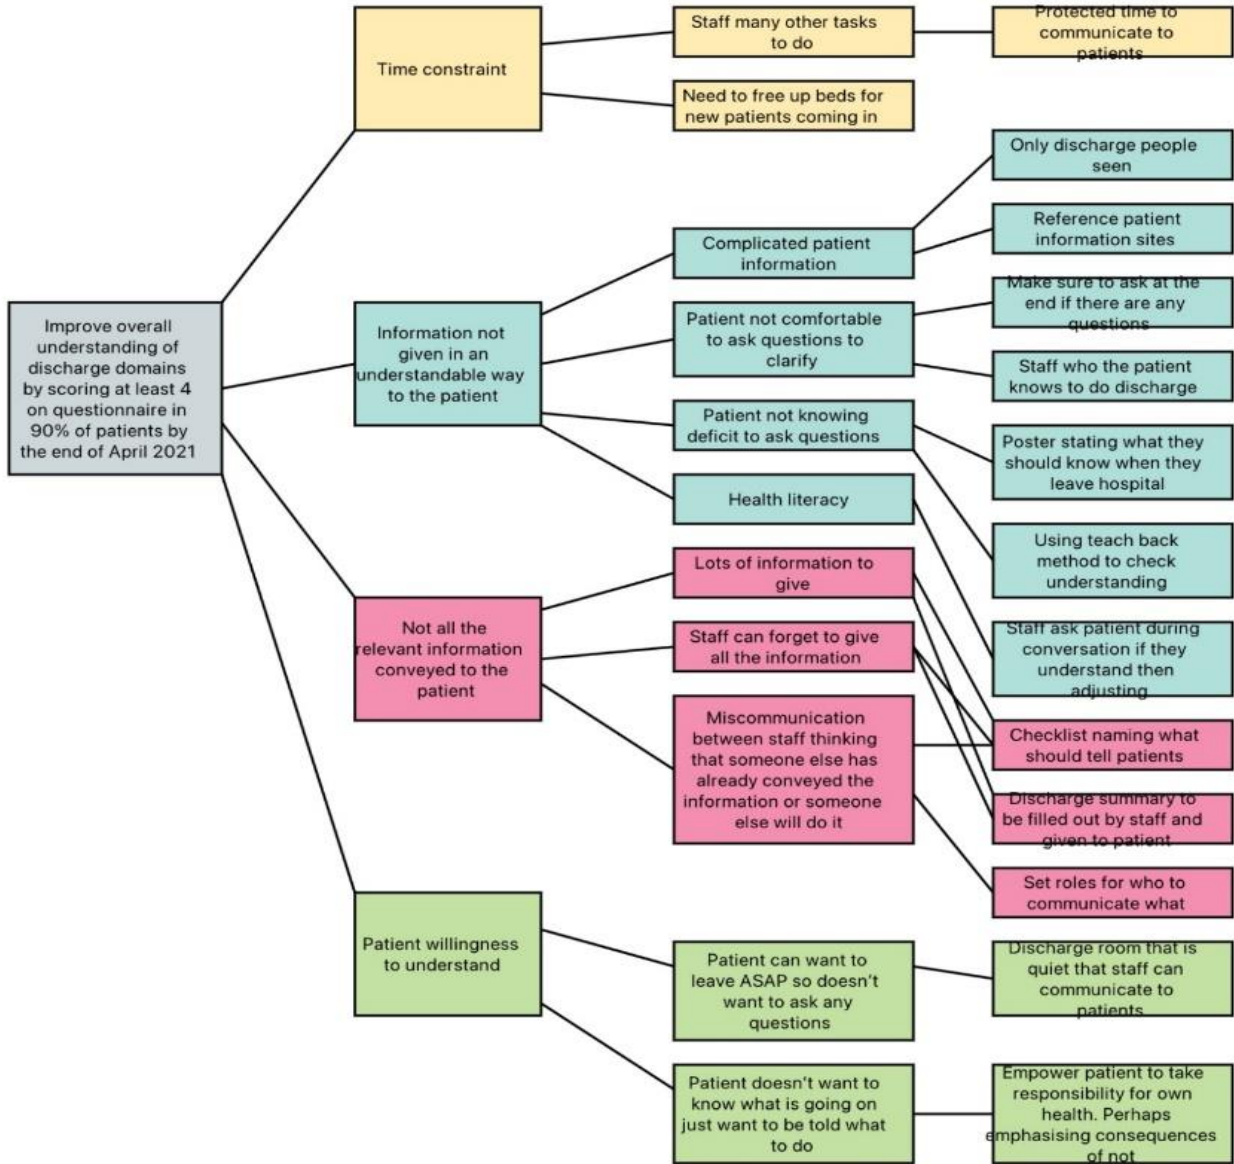 Improve overall
understanding of
discharge domains
by scoring at least 4
on questionnaire in
90% of patients by
the end of April 2021
Time constraint
Information not
given in an
understandable way
to the patient
Not all the
relevant information
conveyed to the
patient
Patient willingness
to understand
Staff many other tasks
to do
Need to free up beds for
new patients coming in
Complicated patient
information
Patient not comfortable
to ask questions to
clarify
Patient not knowing
deficit to ask questions
Health literacy
Lots of information to
give
Staff can forget to give
all the information
Miscommunication
between staff thinking
that someone else has
already conveyed the
information or someone
else will do it
Patient can want to
leave ASAP so doesn't
want to ask any
questions
Patient doesn't want to
know what is going on
just want to be told what
to do
Protected time to
communicate to
patients
Only discharge people
seen
Reference patient
information sites
Make sure to ask at the
end if there are any
questions
Staff who the patient
knows to do discharge
Poster stating what they
should know when they
leave hospital
Using teach back
method to check
understanding
Staff ask patient during
conversation if they
understand then
adjusting
Checklist naming what
should tell patients
Discharge summary to
be filled out by staff and
given to patient
Set roles for who to
communicate what
Discharge room that is
quiet that staff can
communicate to
patients
Empower patient to take
responsibility for own
health. Perhaps
emphasising consequences
of not